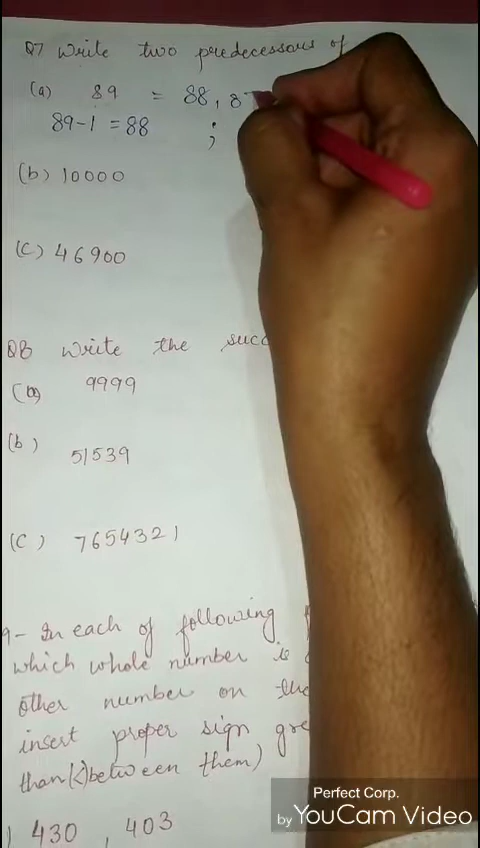 Q7 Write two predecessors of
(a) 89 = 88, 87
89-1 = 88 ;
(b) 10000
(C) 46900
Q8 Write the succ
(a) 9999
(b) 51539
(C) 7654321
9- In each of following
which whole number is
other number on the
insert proper sign gre
than(<)between them)
) 430 , 403
Perfect Corp.
by YouCam Video